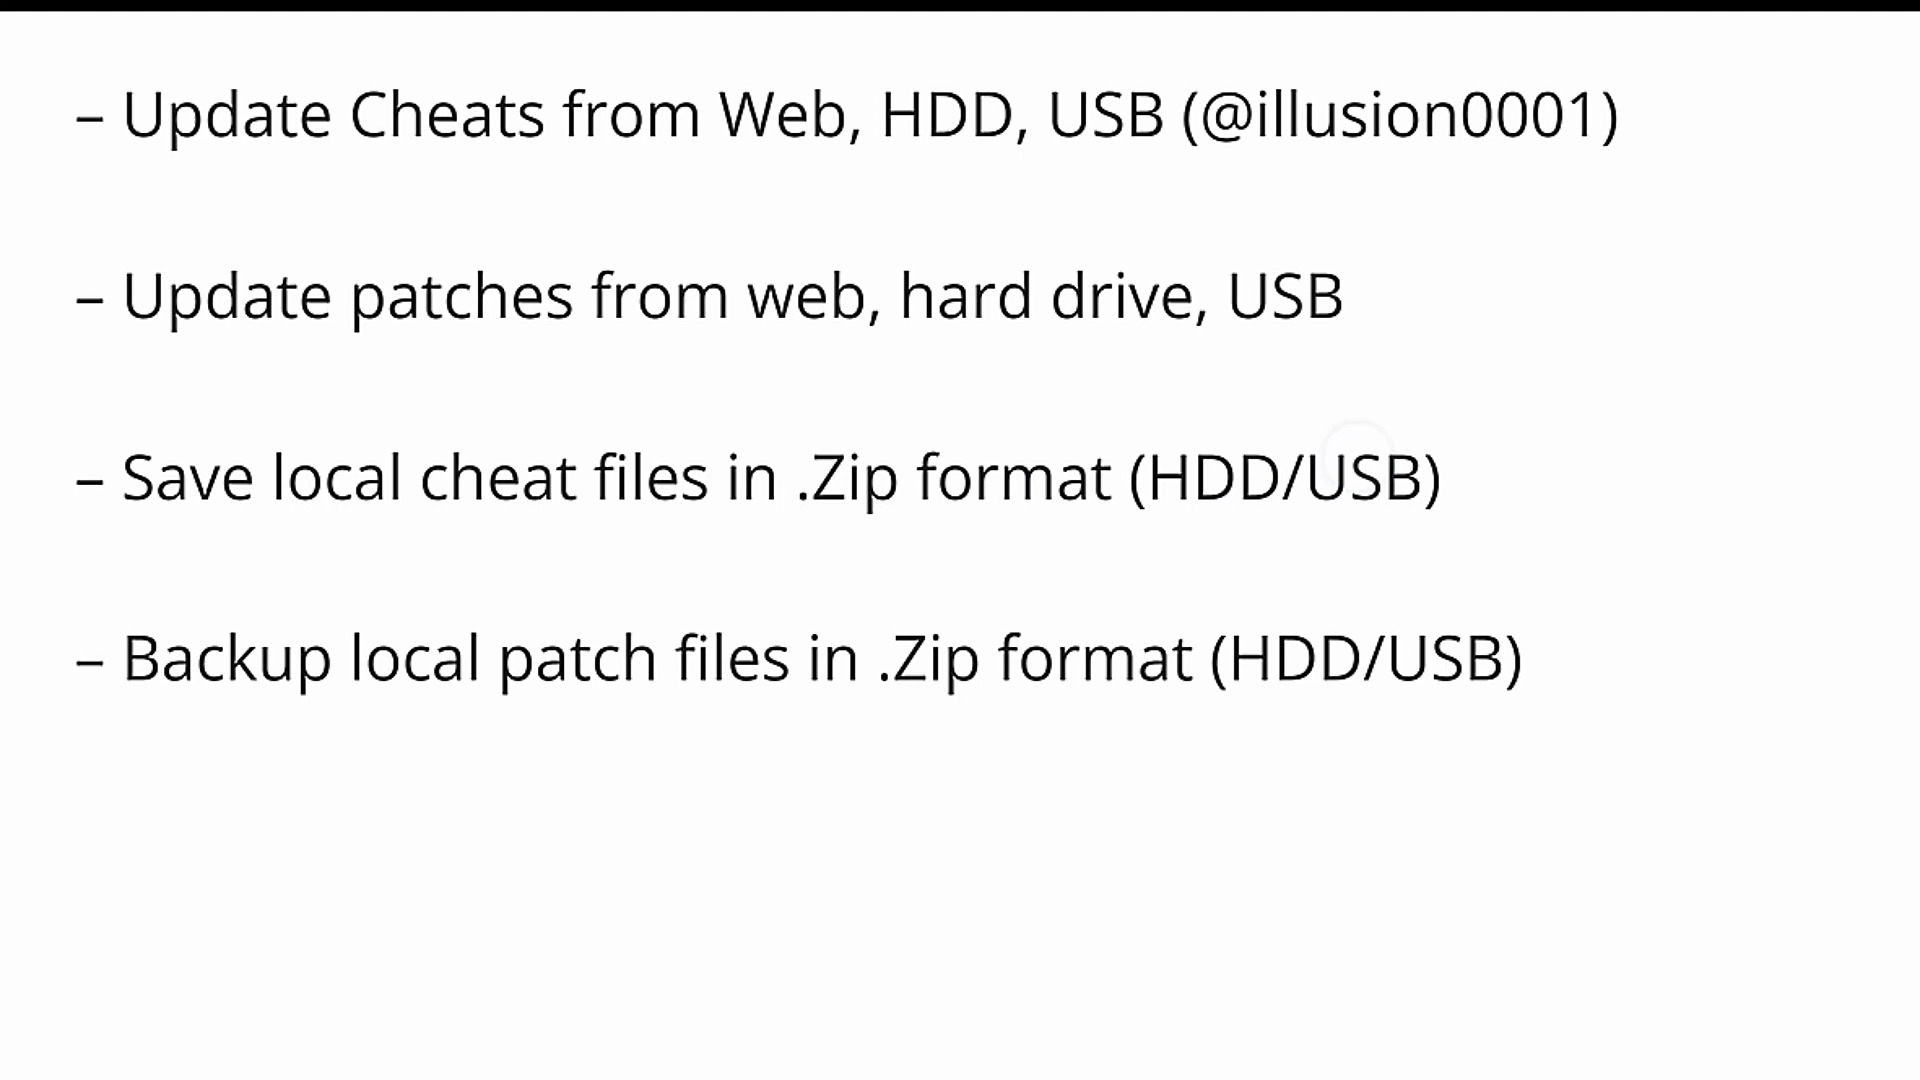 – Update Cheats from Web, HDD, USB (@illusion0001)
– Update patches from web, hard drive, USB
– Save local cheat files in .Zip format (HDD/USB)
– Backup local patch files in .Zip format (HDD/USB)